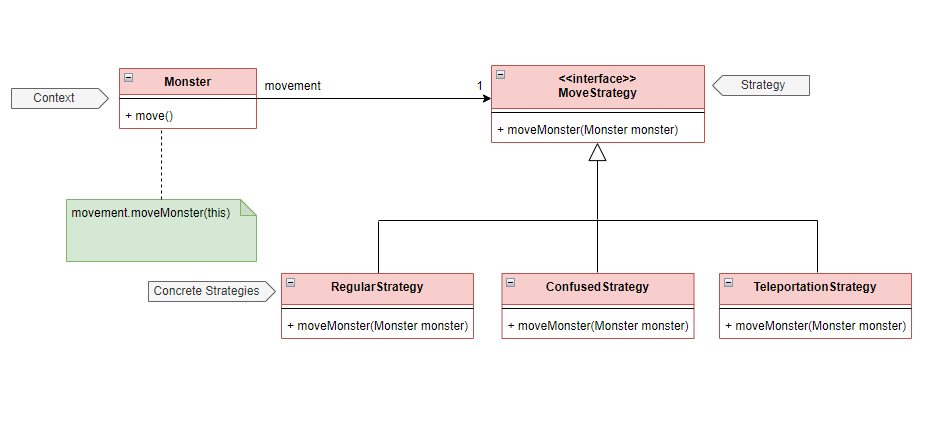 Monster
+ move()
Context
movement
1
<<interface>>
MoveStrategy
+ moveMonster(Monster monster)
Strategy
movement.moveMonster(this)
Concrete Strategies
RegularStrategy
+ moveMonster(Monster monster)
ConfusedStrategy
+ moveMonster(Monster monster)
TeleportationStrategy
+ moveMonster(Monster monster)